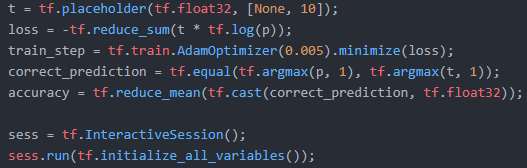 t = tf.placeholder(tf.float32, [None, 10]);
loss = -tf.reduce_sum(t * tf.log(p));
train_step = tf.train.AdamOptimizer(0.005).minimize(loss);
correct_prediction = tf.equal(tf.argmax(p, 1), tf.argmax(t, 1));
accuracy = tf.reduce_mean(tf.cast(correct_prediction, tf.float32));
sess = tf.InteractiveSession();
sess.run(tf.initialize_all_variables());